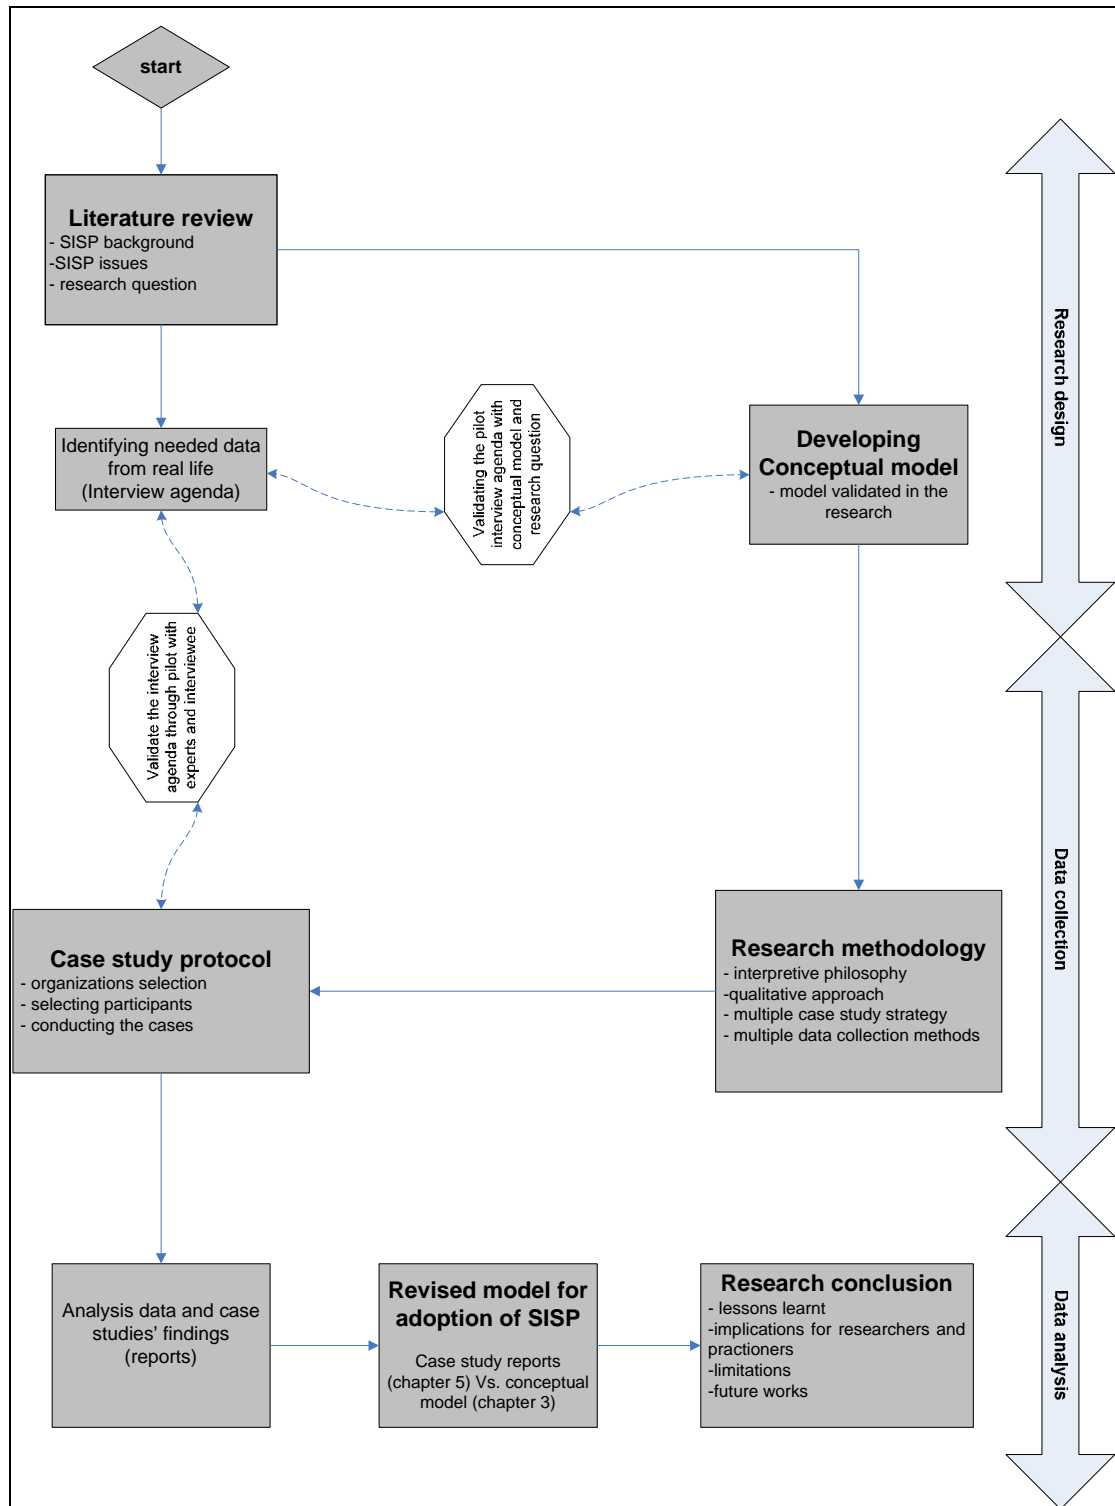 start
Literature review
- SISP background
-SISP issues
- research question
Identifying needed data
from real life
(Interview agenda)
Validating the pilot
interview agenda with
conceptual model and
research question
Developing
Conceptual model
- model validated in the
research
Research design
Validate the interview
agenda through pilot with
experts and interviewee
Case study protocol
- organizations selection
- selecting participants
- conducting the cases
Research methodology
- interpretive philosophy
-qualitative approach
- multiple case study strategy
- multiple data collection methods
Data collection
Analysis data and case
studies’ findings
(reports)
Revised model for
adoption of SISP
Case study reports
(chapter 5) Vs. conceptual
model (chapter 3)
Research conclusion
- lessons learnt
-implications for researchers and
practioners
-limitations
-future works
Data analysis